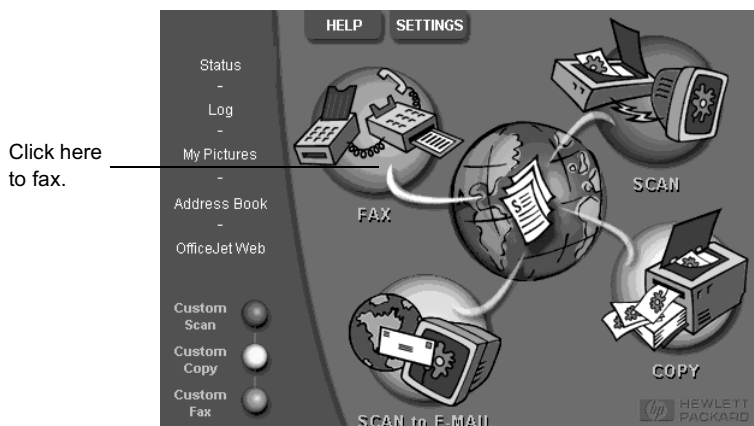 Click here
to fax.
HELP
SETTINGS
Status
-
Log
-
My Pictures
-
Address Book
-
OfficeJet Web
Custom
Scan
Custom
Copy
Custom
Fax
FAX
SCAN
COPY
SCAN to E-MAIL
hp HEWLETT
PACKARD